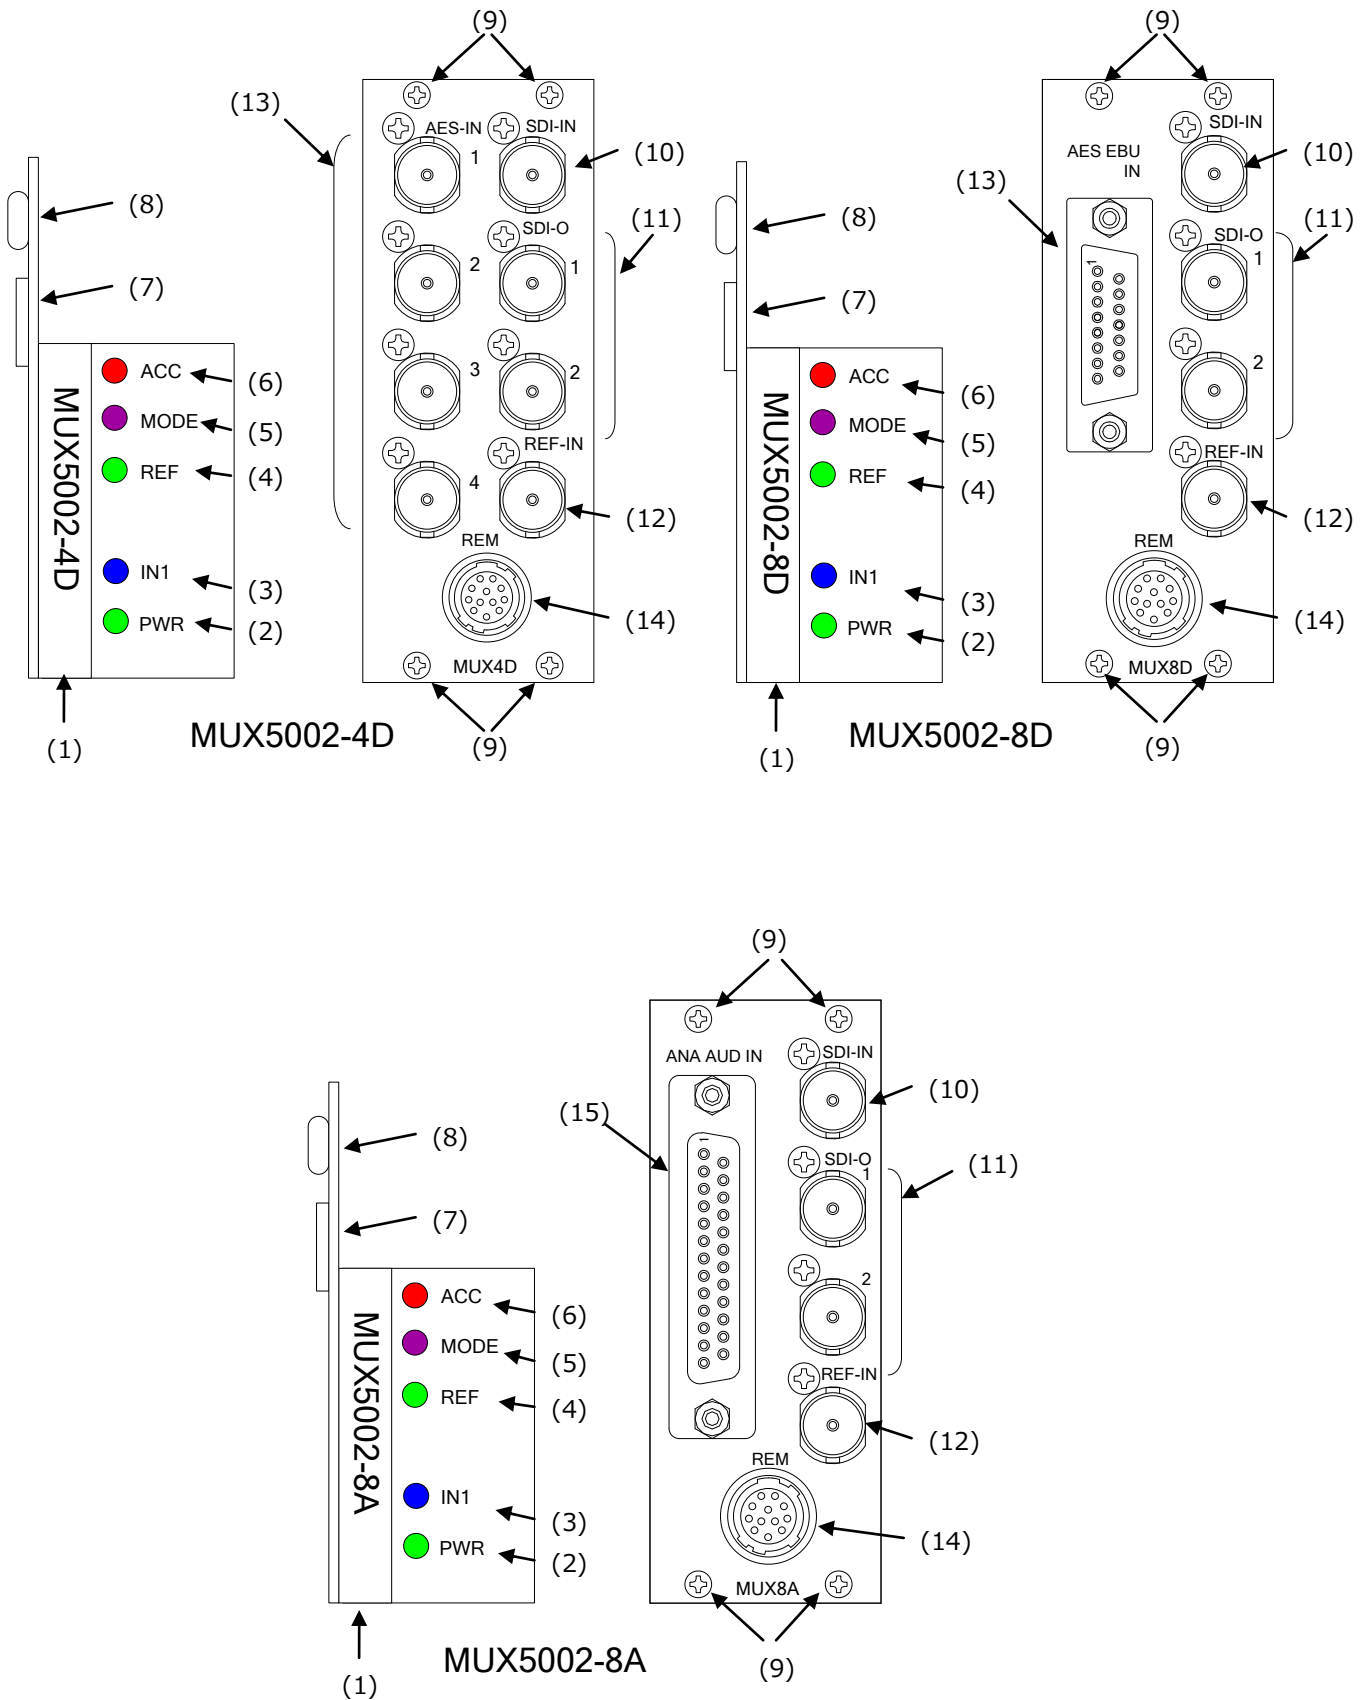 (9)
(13)
AES-IN
SDI-IN
1
(10)
(8)
(11)
SDI-O
2
1
(7)
3
2
ACC
(6)
MODE
(5)
REF
(4)
REF-IN
4
(12)
REM
IN1
(3)
PWR
(2)
(14)
MUX5002-4D
MUX4D
(1)
(9)
MUX5002-4D
(9)
SDI-IN
AES EBU
IN
(10)
(13)
(8)
(11)
SDI-O
1
1
(7)
2
ACC
(6)
MODE
(5)
REF
(4)
REF-IN
(12)
REM
IN1
(3)
PWR
(2)
(14)
MUX5002-8D
MUX8D
(1)
(9)
MUX5002-8D
(9)
ANA AUD IN
SDI-IN
(10)
(15)
1
(8)
SDI-O
1
(11)
(7)
2
ACC
(6)
MODE
(5)
REF
(4)
REF-IN
(12)
REM
IN1
(3)
PWR
(2)
(14)
MUX5002-8A
MUX8A
(1)
(9)
MUX5002-8A